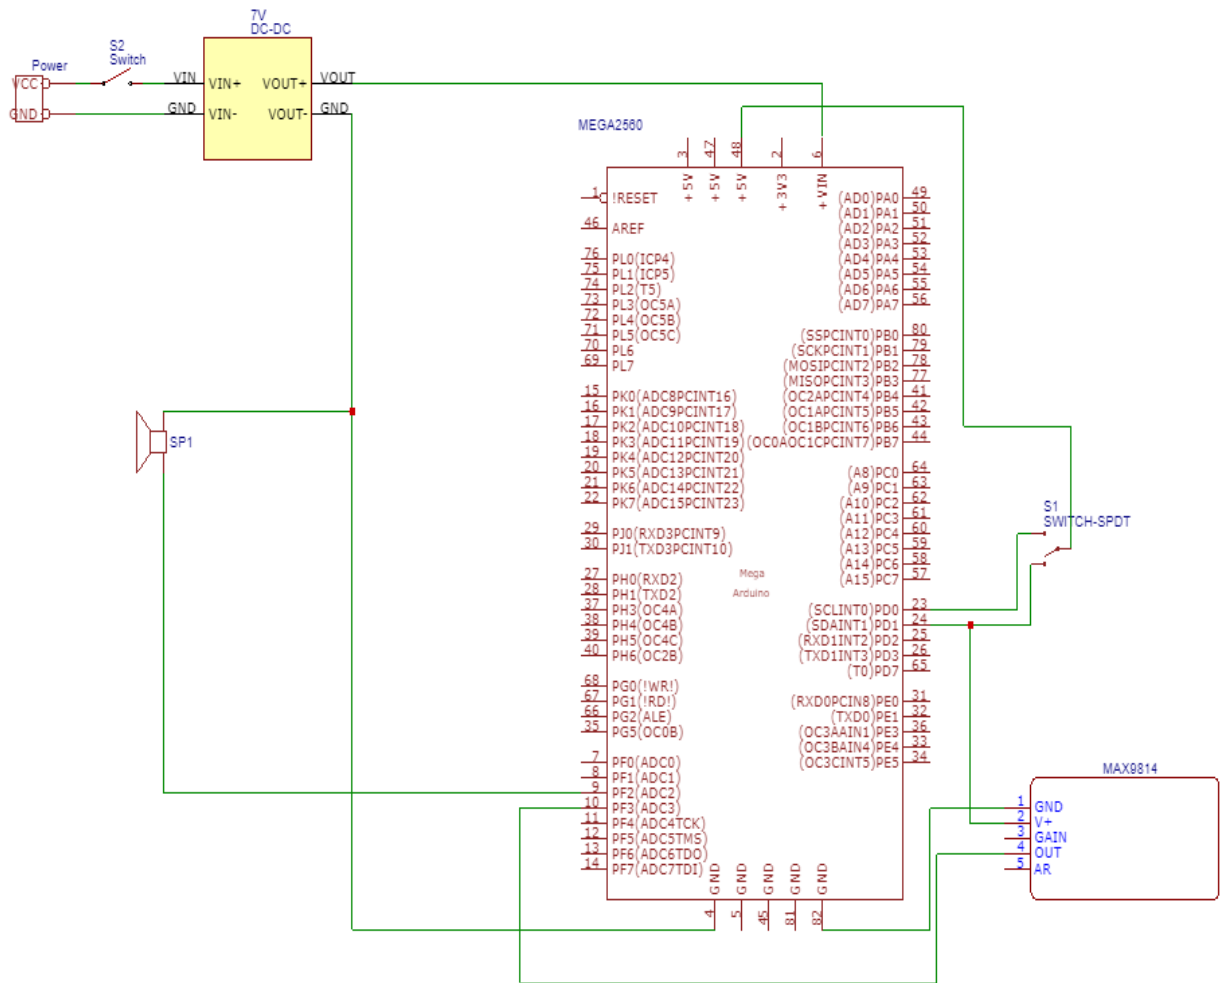 7V
DC-DC
S2
Switch
Power
VCC
GND
VIN
GND
VIN+
VIN-
VOUT+
VOUT-
VOUT
GND
MEGA2560
3
47
48
2
6
+5V
+5V
+5V
+3V3
+VIN
1 !RESET
46 AREF
76 PL0(ICP4)
75 PL1(ICP5)
74 PL2(T5)
73 PL3(OC5A)
72 PL4(OC5B)
71 PL5(OC5C)
70 PL6
69 PL7
15 PK0(ADC8PCINT16)
16 PK1(ADC9PCINT17)
17 PK2(ADC10PCINT18)
18 PK3(ADC11PCINT19)
19 PK4(ADC12PCINT20)
20 PK5(ADC13PCINT21)
21 PK6(ADC14PCINT22)
22 PK7(ADC15PCINT23)
29 PJ0(RXD3PCINT9)
30 PJ1(TXD3PCINT10)
27 PH0(RXD2)
28 PH1(TXD2)
37 PH3(OC4A)
38 PH4(OC4B)
39 PH5(OC4C)
40 PH6(OC2B)
68 PG0(!WR!)
67 PG1(!RD!)
66 PG2(ALE)
35 PG5(OC0B)
7 PF0(ADC0)
8 PF1(ADC1)
9 PF2(ADC2)
10 PF3(ADC3)
11 PF4(ADC4TCK)
12 PF5(ADC5TMS)
13 PF6(ADC6TDO)
14 PF7(ADC7TDI)
(AD0)PA0 49
(AD1)PA1 50
(AD2)PA2 51
(AD3)PA3 52
(AD4)PA4 53
(AD5)PA5 54
(AD6)PA6 55
(AD7)PA7 56
(SSPCINT0)PB0 80
(SCKPCINT1)PB1 79
(MOSIPCINT2)PB2 78
(MISOPCINT3)PB3 77
(OC2APCINT4)PB4 41
(OC1APCINT5)PB5 42
(OC1BPCINT6)PB6 43
(OC0AOC1CPCINT7)PB7 44
(A8)PC0 64
(A9)PC1 63
(A10)PC2 62
(A11)PC3 61
(A12)PC4 60
(A13)PC5 59
(A14)PC6 58
(A15)PC7 57
Mega
Arduino
(SCLINT0)PD0 23
(SDAINT1)PD1 24
(RXD1INT2)PD2 25
(TXD1INT3)PD3 26
(T0)PD7 65
(RXD0PCIN8)PE0 31
(TXD0)PE1 32
(OC3AAIN1)PE3 36
(OC3BAIN4)PE4 33
(OC3CINT5)PE5 34
GND
GND
GND
GND
GND
4
5
45
81
82
SP1
S1
SWITCH-SPDT
MAX9814
1 GND
2 V+
3 GAIN
4 OUT
5 AR